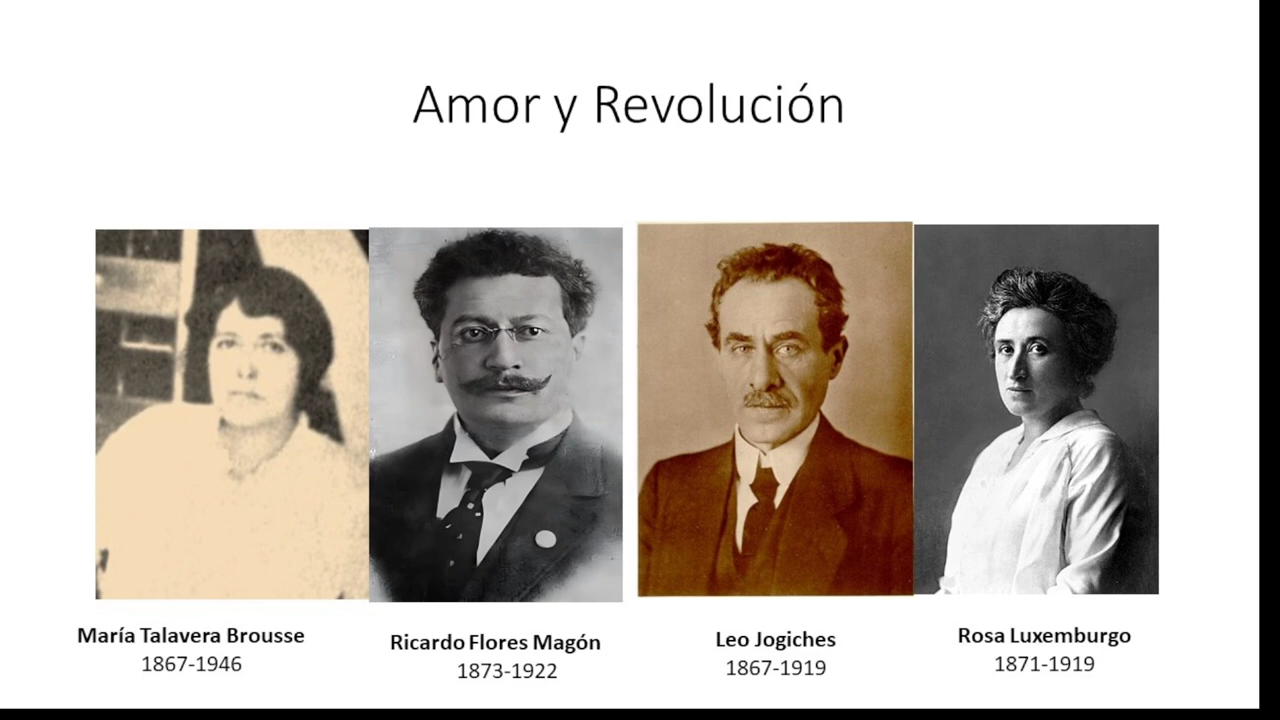 Amor y Revolución
María Talavera Brousse
1867-1946
Ricardo Flores Magón
1873-1922
Leo Jogiches
1867-1919
Rosa Luxemburgo
1871-1919